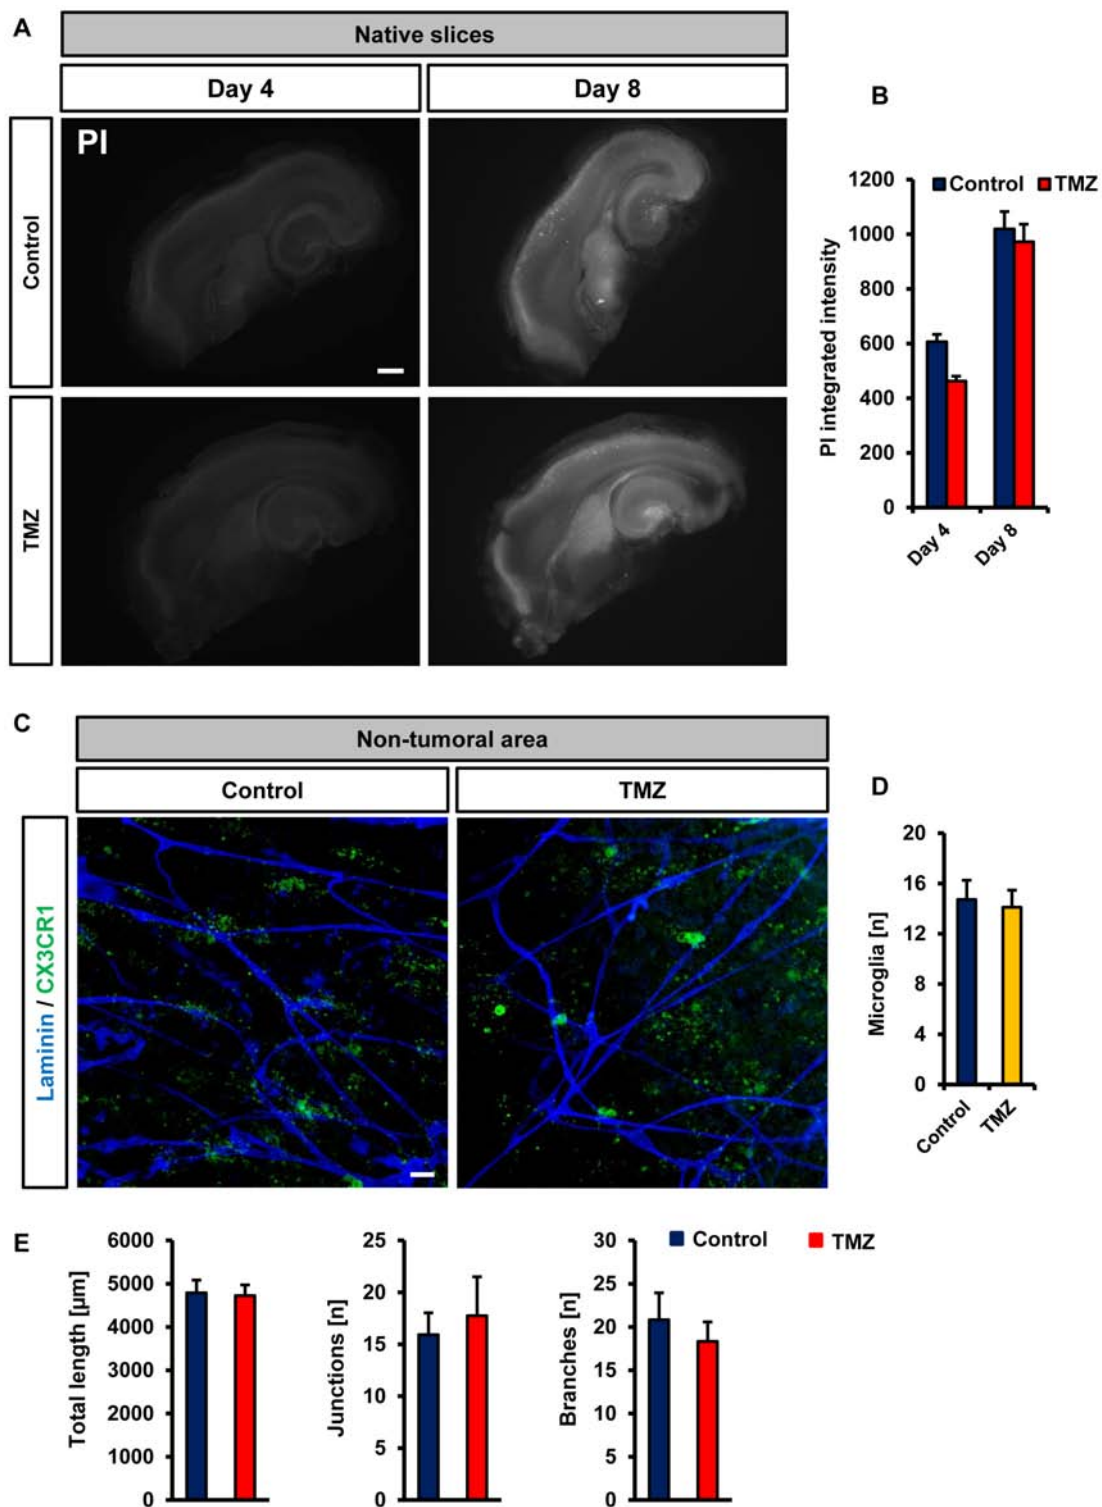 A
Native slices
Day 4
Day 8
B
PI
Control
TMZ
Control
TMZ
PI integrated intensity
1200
1000
800
600
400
200
0
Day 4
Day 8
C
Non-tumoral area
Control
TMZ
D
Laminin / CX3CR1
Microglia [n]
20
16
12
8
4
0
Control
TMZ
E
Control
TMZ
Total length [µm]
6000
5000
4000
3000
2000
1000
0
Junctions [n]
25
20
15
10
5
0
Branches [n]
30
25
20
15
10
5
0